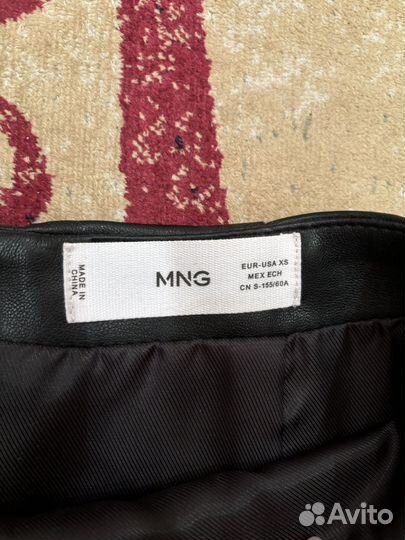 MADE IN
CHINA
MNG
EUR-USA XS
MEX ECH
CN S-155/60A
Avito